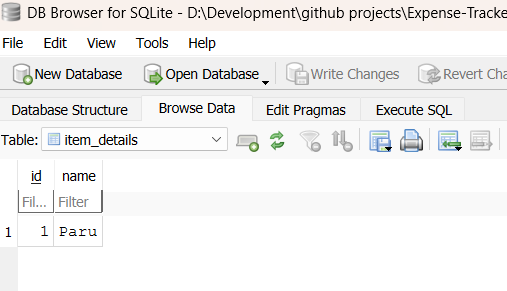 DB Browser for SQLite - D:\Development\github projects\Expense-Tracke
File Edit View Tools Help
New Database Open Database Write Changes Revert Cha
Database Structure Browse Data Edit Pragmas Execute SQL
Table: item_details
id name
Fil... Filter
1 1 Paru